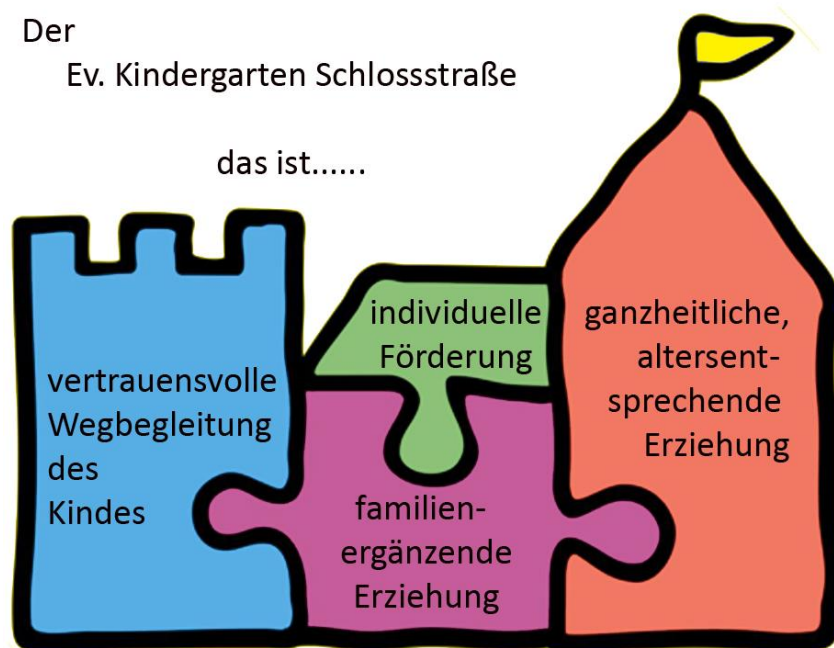 Der
Ev. Kindergarten Schlossstraße
das ist......
vertrauensvolle
Wegbegleitung
des
Kindes
individuelle
Förderung
familien-
ergänzende
Erziehung
ganzheitliche,
altersent-
sprechende
Erziehung